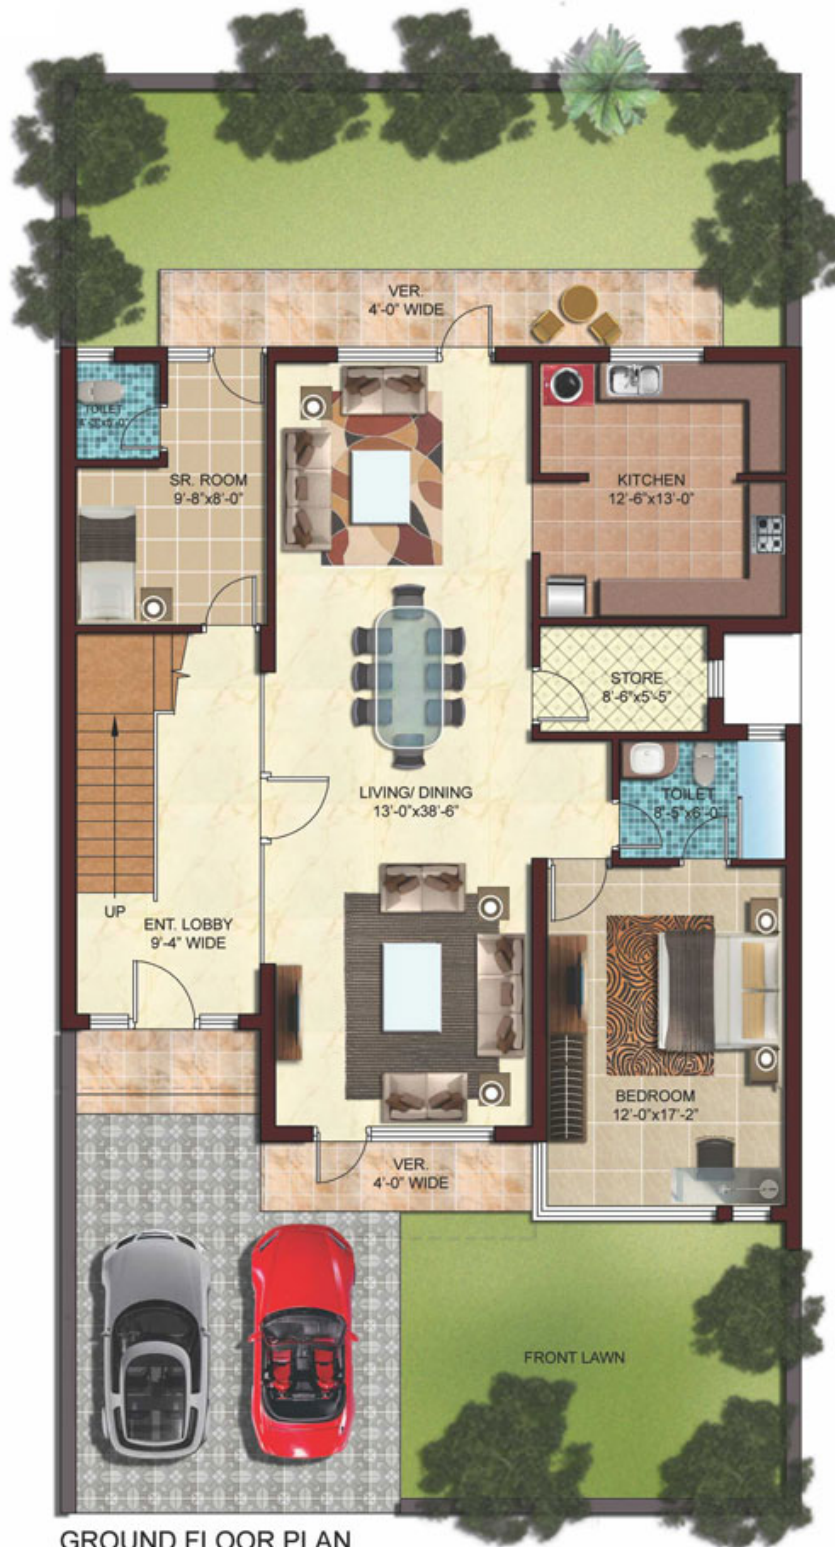 VER.
4'-0" WIDE
TOILET
SR. ROOM
9'-8"x8'-0"
KITCHEN
12'-6"x13'-0"
STORE
8'-6"x5'-5"
LIVING/ DINING
13'-0"x38'-6"
TOILET
8'-5"x6'-0
UP
ENT. LOBBY
9'-4" WIDE
BEDROOM
12'-0"x17'-2"
VER.
4'-0" WIDE
FRONT LAWN
GROUND FLOOR PLAN